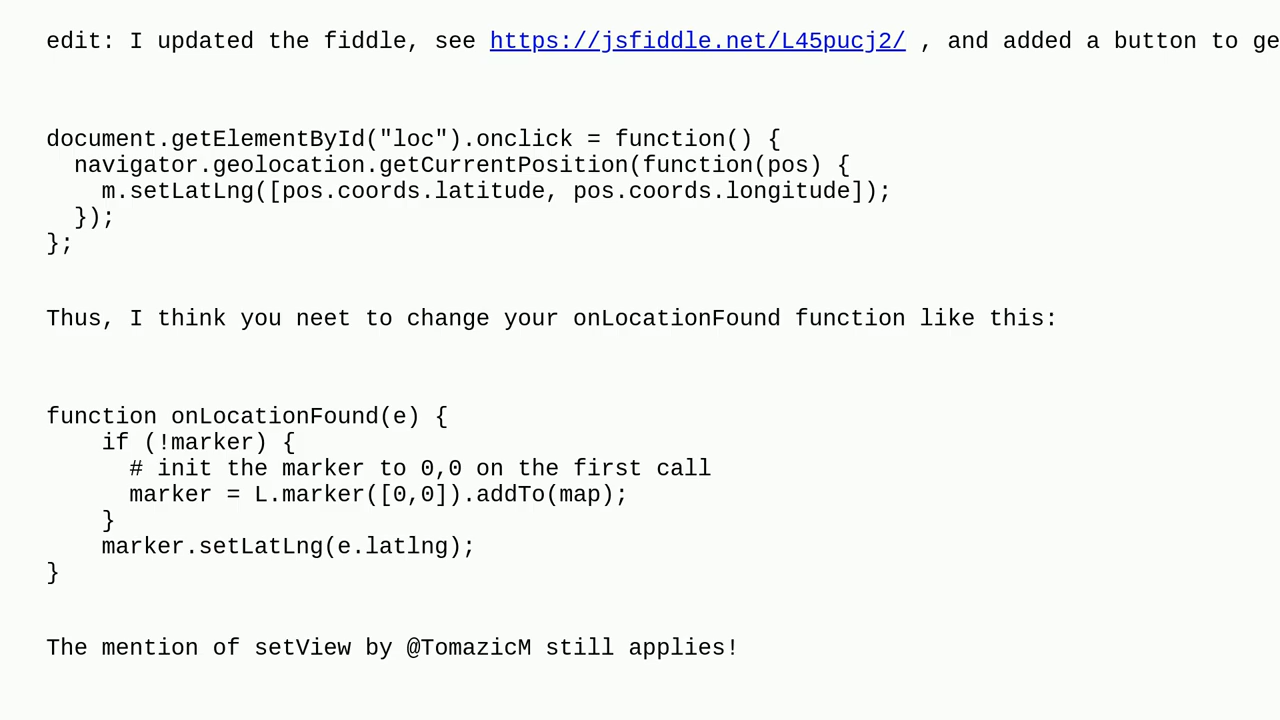 edit: I updated the fiddle, see https://jsfiddle.net/L45pucj2/ , and added a button to
document.getElementById("loc").onclick = function() {
  navigator.geolocation.getCurrentPosition(function(pos) {
    m.setLatLng([pos.coords.latitude, pos.coords.longitude]);
  });
};
Thus, I think you neet to change your onLocationFound function like this:
function onLocationFound(e) {
    if (!marker) {
      # init the marker to 0,0 on the first call
      marker = L.marker([0,0]).addTo(map);
    }
    marker.setLatLng(e.latlng);
}
The mention of setView by @TomazicM still applies!